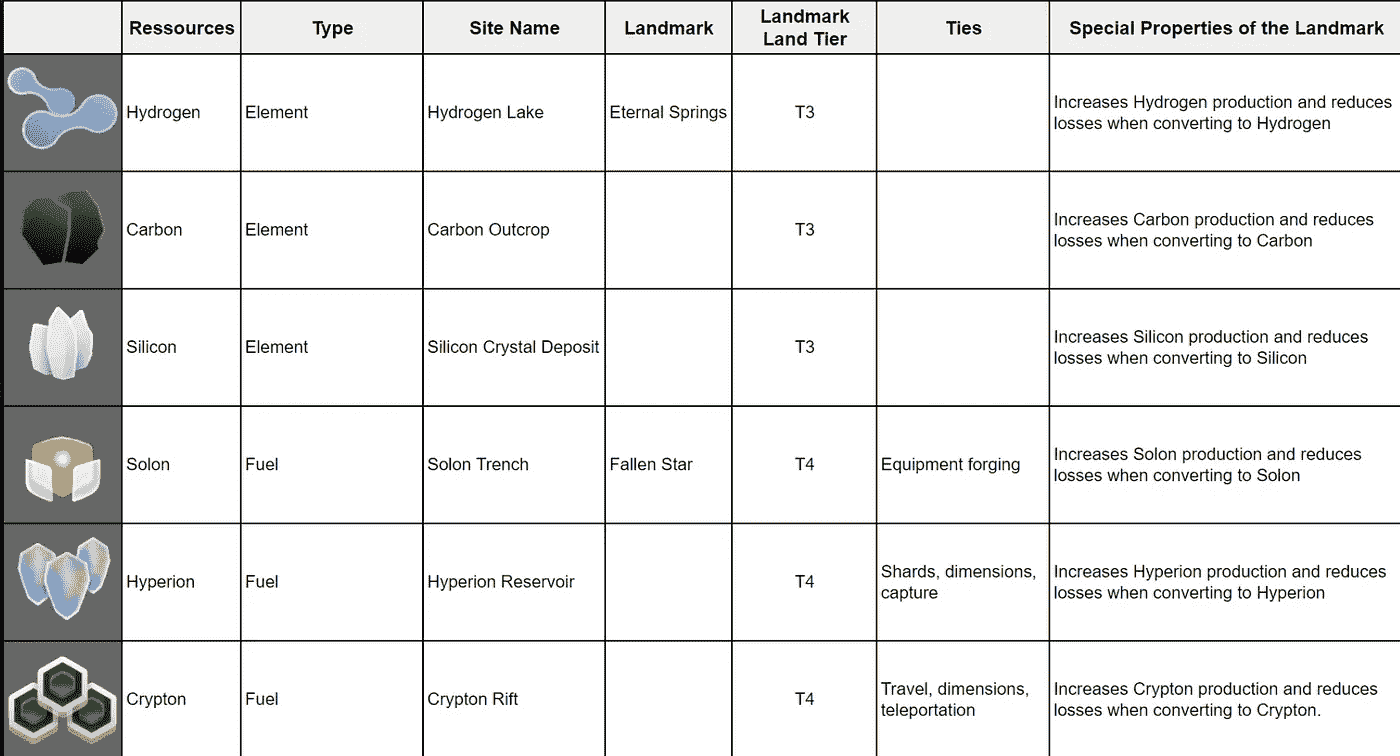 Ressources Type Site Name Landmark Landmark Land Tier Ties Special Properties of the Landmark
Hydrogen Element Hydrogen Lake Eternal Springs T3 Increases Hydrogen production and reduces
losses when converting to Hydrogen
Carbon Element Carbon Outcrop T3 Increases Carbon production and reduces
losses when converting to Carbon
Silicon Element Silicon Crystal Deposit T3 Increases Silicon production and reduces
losses when converting to Silicon
Solon Fuel Solon Trench Fallen Star T4 Equipment forging Increases Solon production and reduces
losses when converting to Solon
Hyperion Fuel Hyperion Reservoir T4 Shards, dimensions, capture Increases Hyperion production and reduces
losses when converting to Hyperion
Crypton Fuel Crypton Rift T4 Travel, dimensions, teleportation Increases Crypton production and reduces
losses when converting to Crypton.